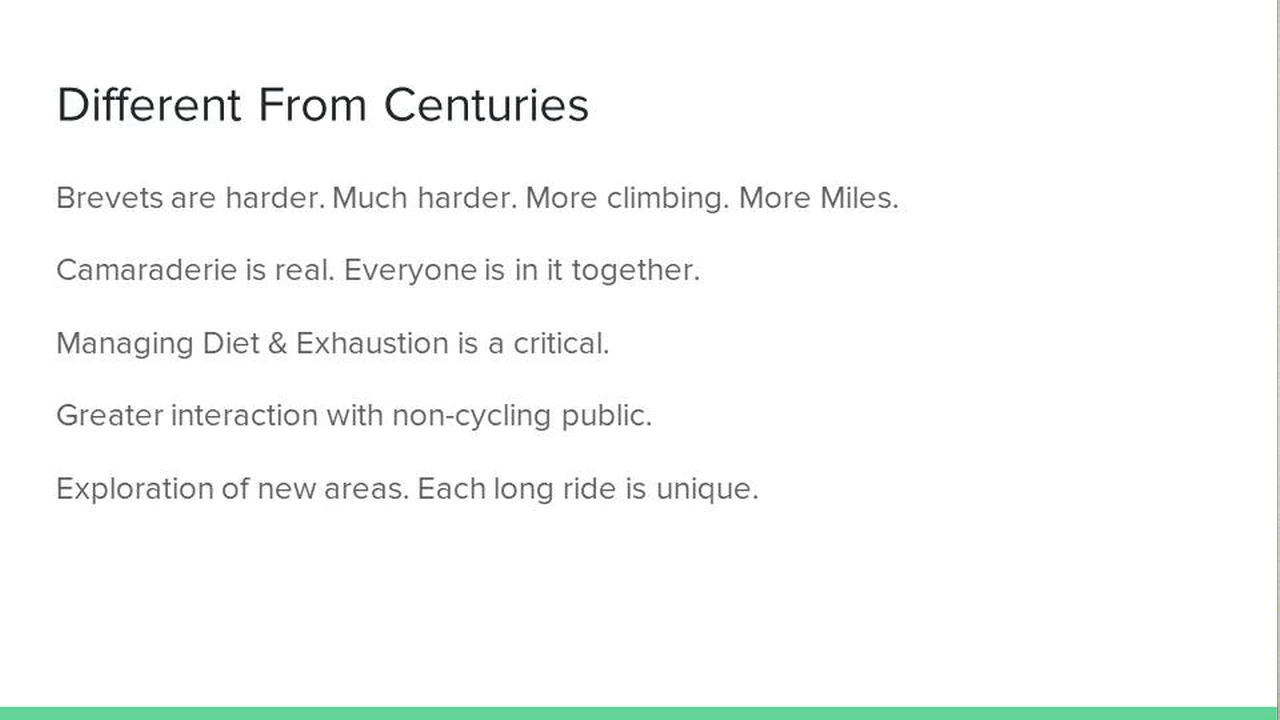 Different From Centuries
Brevets are harder. Much harder. More climbing. More Miles.
Camaraderie is real. Everyone is in it together.
Managing Diet & Exhaustion is a critical.
Greater interaction with non-cycling public.
Exploration of new areas. Each long ride is unique.